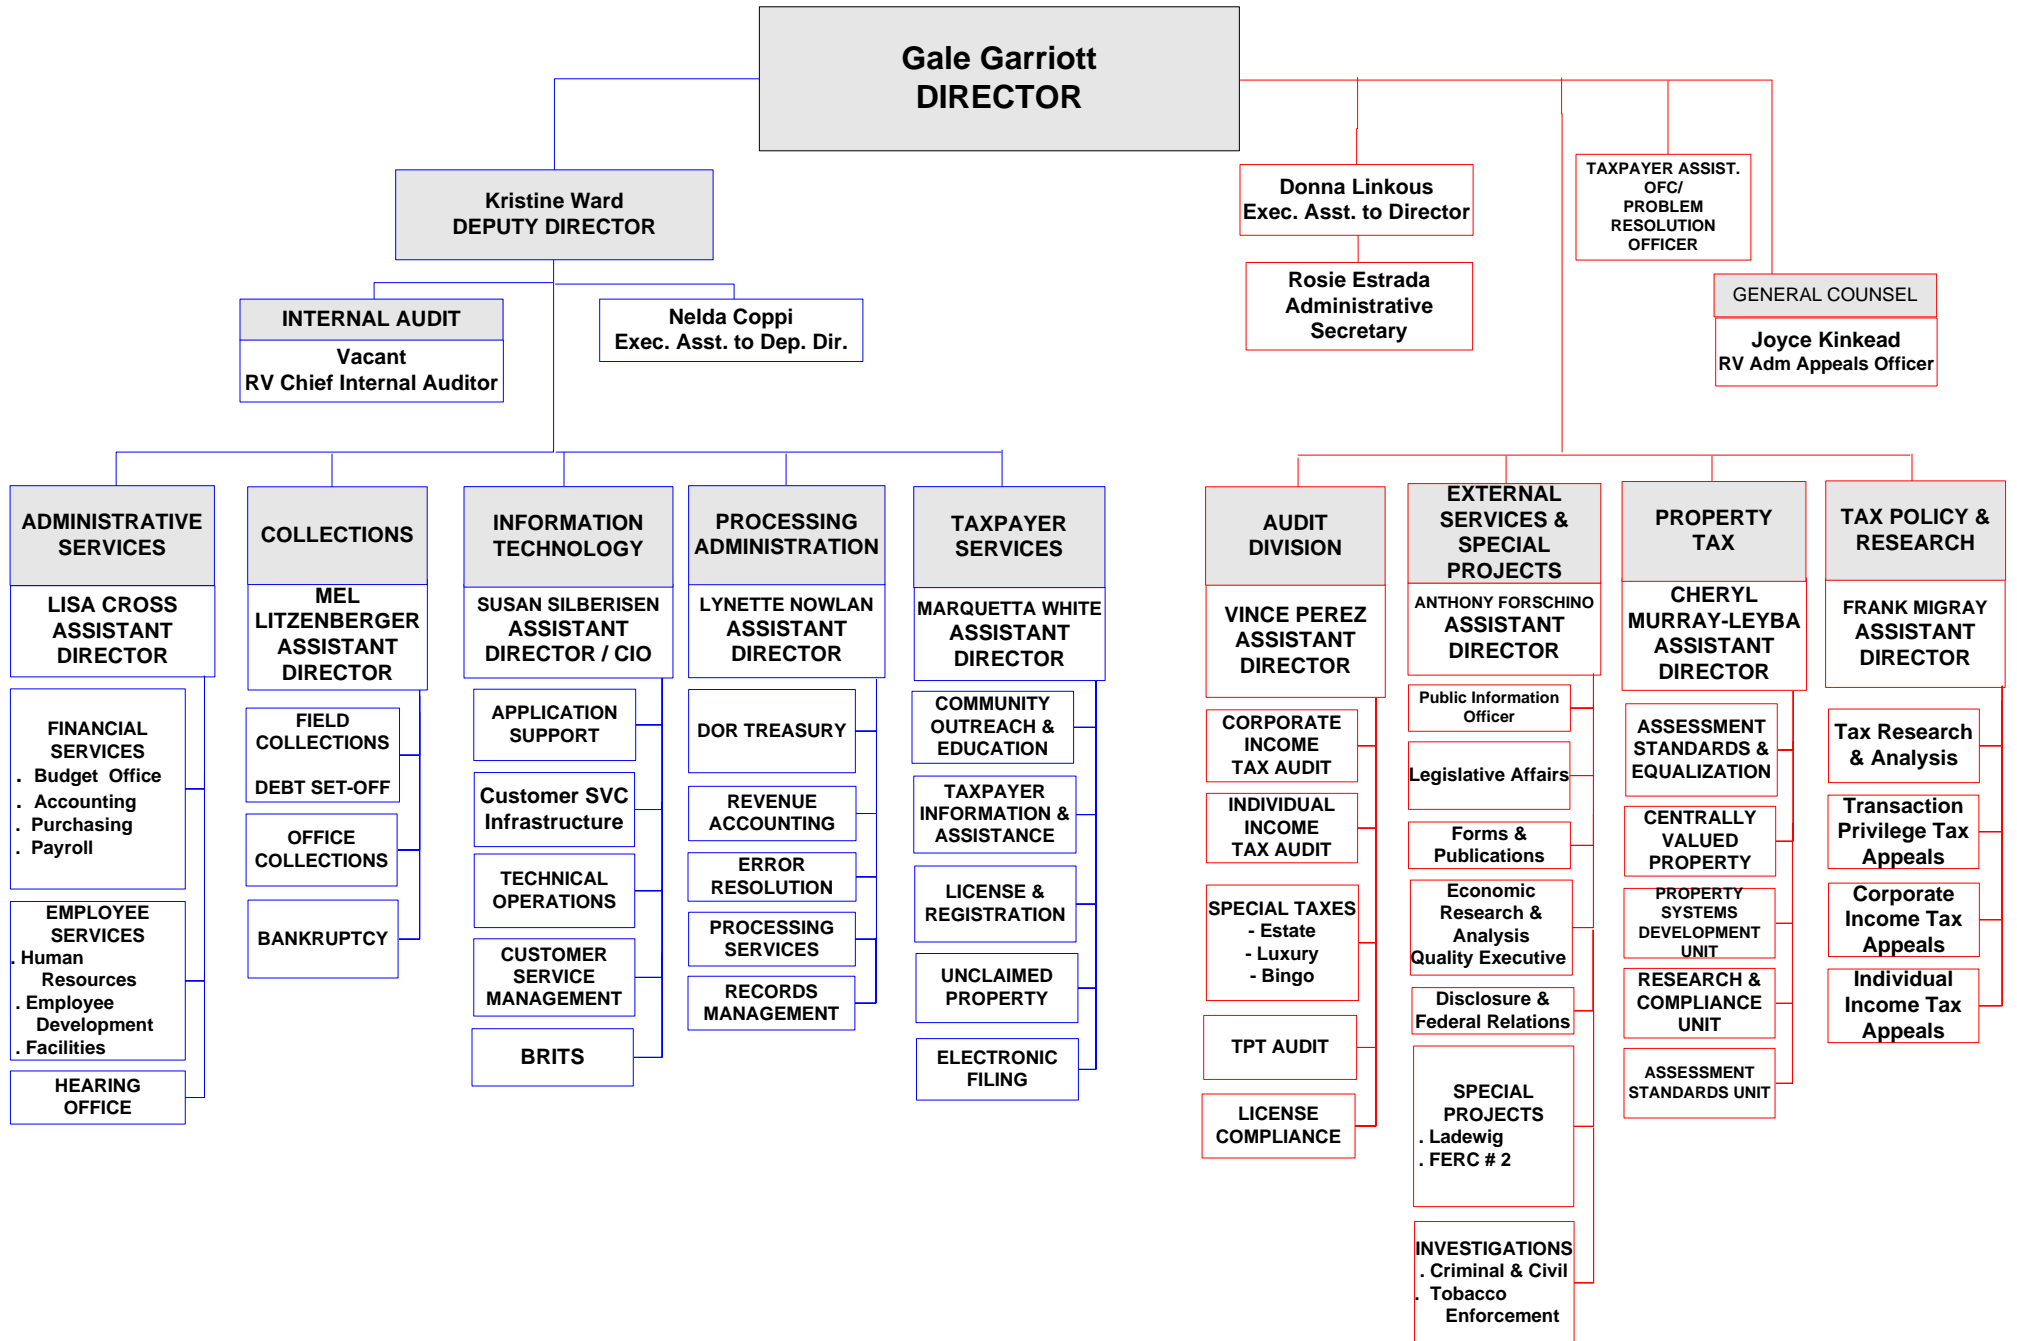 Gale Garriott
DIRECTOR
Kristine Ward
DEPUTY DIRECTOR
Donna Linkous
Exec. Asst. to Director
TAXPAYER ASSIST.
OFC/
PROBLEM
RESOLUTION
OFFICER
Rosie Estrada
Administrative
Secretary
GENERAL COUNSEL
Joyce Kinkead
RV Adm Appeals Officer
INTERNAL AUDIT
Vacant
RV Chief Internal Auditor
Nelda Coppi
Exec. Asst. to Dep. Dir.
ADMINISTRATIVE
SERVICES
LISA CROSS
ASSISTANT
DIRECTOR
FINANCIAL
SERVICES
. Budget Office
. Accounting
. Purchasing
. Payroll
EMPLOYEE
SERVICES
. Human
Resources
. Employee
Development
. Facilities
HEARING
OFFICE
COLLECTIONS
MEL
LITZENBERGER
ASSISTANT
DIRECTOR
FIELD
COLLECTIONS
DEBT SET-OFF
OFFICE
COLLECTIONS
BANKRUPTCY
INFORMATION
TECHNOLOGY
SUSAN SILBERISEN
ASSISTANT
DIRECTOR / CIO
APPLICATION
SUPPORT
Customer SVC
Infrastructure
TECHNICAL
OPERATIONS
CUSTOMER
SERVICE
MANAGEMENT
BRITS
PROCESSING
ADMINISTRATION
LYNETTE NOWLAN
ASSISTANT
DIRECTOR
DOR TREASURY
REVENUE
ACCOUNTING
ERROR
RESOLUTION
PROCESSING
SERVICES
RECORDS
MANAGEMENT
TAXPAYER
SERVICES
MARQUETTA WHITE
ASSISTANT
DIRECTOR
COMMUNITY
OUTREACH &
EDUCATION
TAXPAYER
INFORMATION &
ASSISTANCE
LICENSE &
REGISTRATION
UNCLAIMED
PROPERTY
ELECTRONIC
FILING
AUDIT
DIVISION
VINCE PEREZ
ASSISTANT
DIRECTOR
CORPORATE
INCOME
TAX AUDIT
INDIVIDUAL
INCOME
TAX AUDIT
SPECIAL TAXES
- Estate
- Luxury
- Bingo
TPT AUDIT
LICENSE
COMPLIANCE
EXTERNAL
SERVICES &
SPECIAL
PROJECTS
ANTHONY FORSCHINO
ASSISTANT
DIRECTOR
Public Information
Officer
Legislative Affairs
Forms &
Publications
Economic
Research &
Analysis
Quality Executive
Disclosure &
Federal Relations
SPECIAL
PROJECTS
. Ladewig
. FERC # 2
INVESTIGATIONS
. Criminal & Civil
. Tobacco
Enforcement
PROPERTY
TAX
CHERYL
MURRAY-LEYBA
ASSISTANT
DIRECTOR
ASSESSMENT
STANDARDS &
EQUALIZATION
CENTRALLY
VALUED
PROPERTY
PROPERTY
SYSTEMS
DEVELOPMENT
UNIT
RESEARCH &
COMPLIANCE
UNIT
ASSESSMENT
STANDARDS UNIT
TAX POLICY &
RESEARCH
FRANK MIGRAY
ASSISTANT
DIRECTOR
Tax Research
& Analysis
Transaction
Privilege Tax
Appeals
Corporate
Income Tax
Appeals
Individual
Income Tax
Appeals